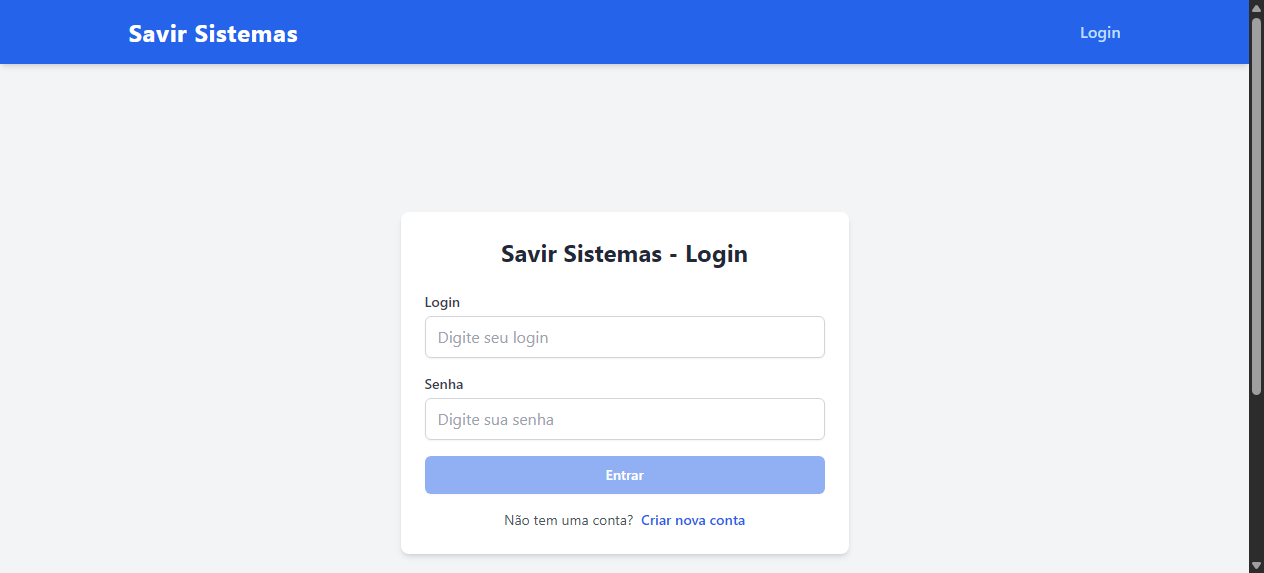 Savir Sistemas
Login
Savir Sistemas - Login
Login
Digite seu login
Senha
Digite sua senha
Entrar
Não tem uma conta? Criar nova conta